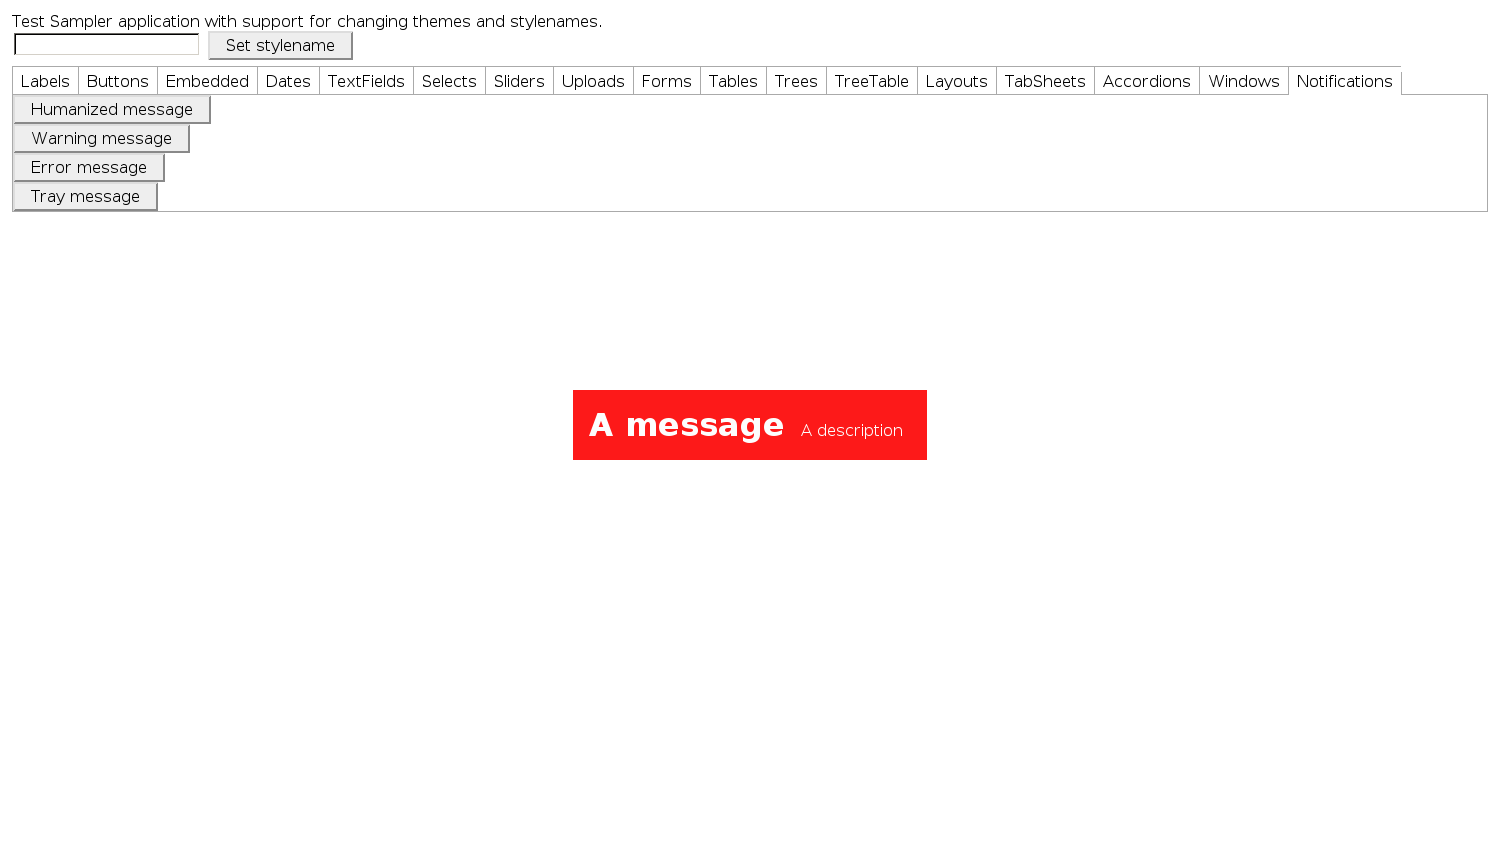 Test Sampler application with support for changing themes and stylenames.
Set stylename
Labels Buttons Embedded Dates TextFields Selects Sliders Uploads Forms Tables Trees TreeTable Layouts TabSheets Accordions Windows Notifications
Humanized message
Warning message
Error message
Tray message
A message A description